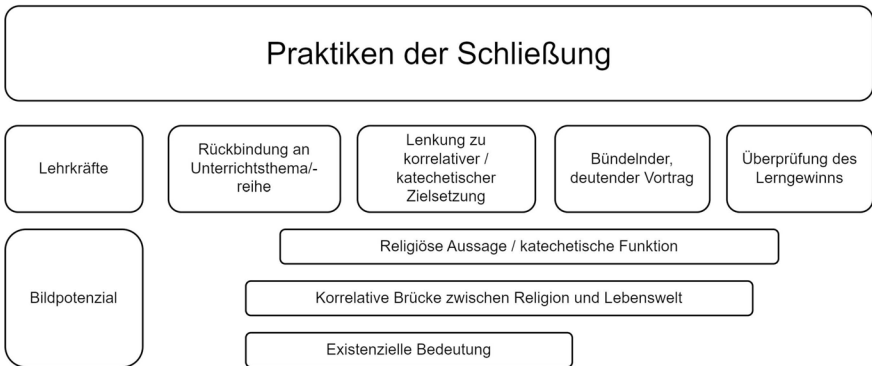 Praktiken der Schließung
Lehrkräfte
Rückbindung an
Unterrichtsthema/-
reihe
Lenkung zu
korrelativer /
katechetischer
Zielsetzung
Bündelnder,
deutender Vortrag
Überprüfung des
Lerngewinns
Bildpotenzial
Religiöse Aussage / katechetische Funktion
Korrelative Brücke zwischen Religion und Lebenswelt
Existenzielle Bedeutung